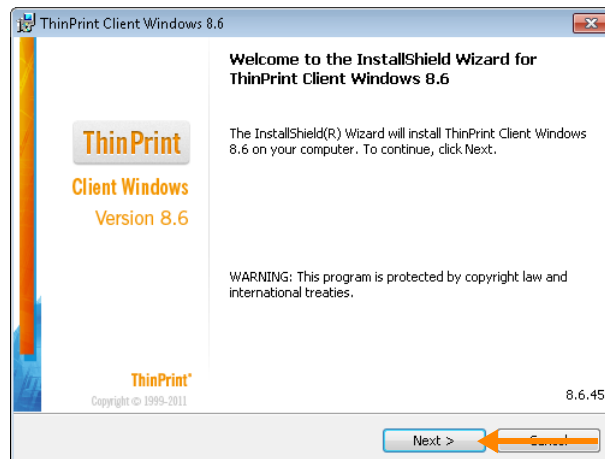 ThinPrint Client Windows 8.6
Welcome to the InstallShield Wizard for
ThinPrint Client Windows 8.6
The InstallShield(R) Wizard will install ThinPrint Client Windows
8.6 on your computer. To continue, click Next.
ThinPrint
Client Windows
Version 8.6
WARNING: This program is protected by copyright law and
international treaties.
ThinPrint®
Copyright © 1999-2011
8.6.45
Next >